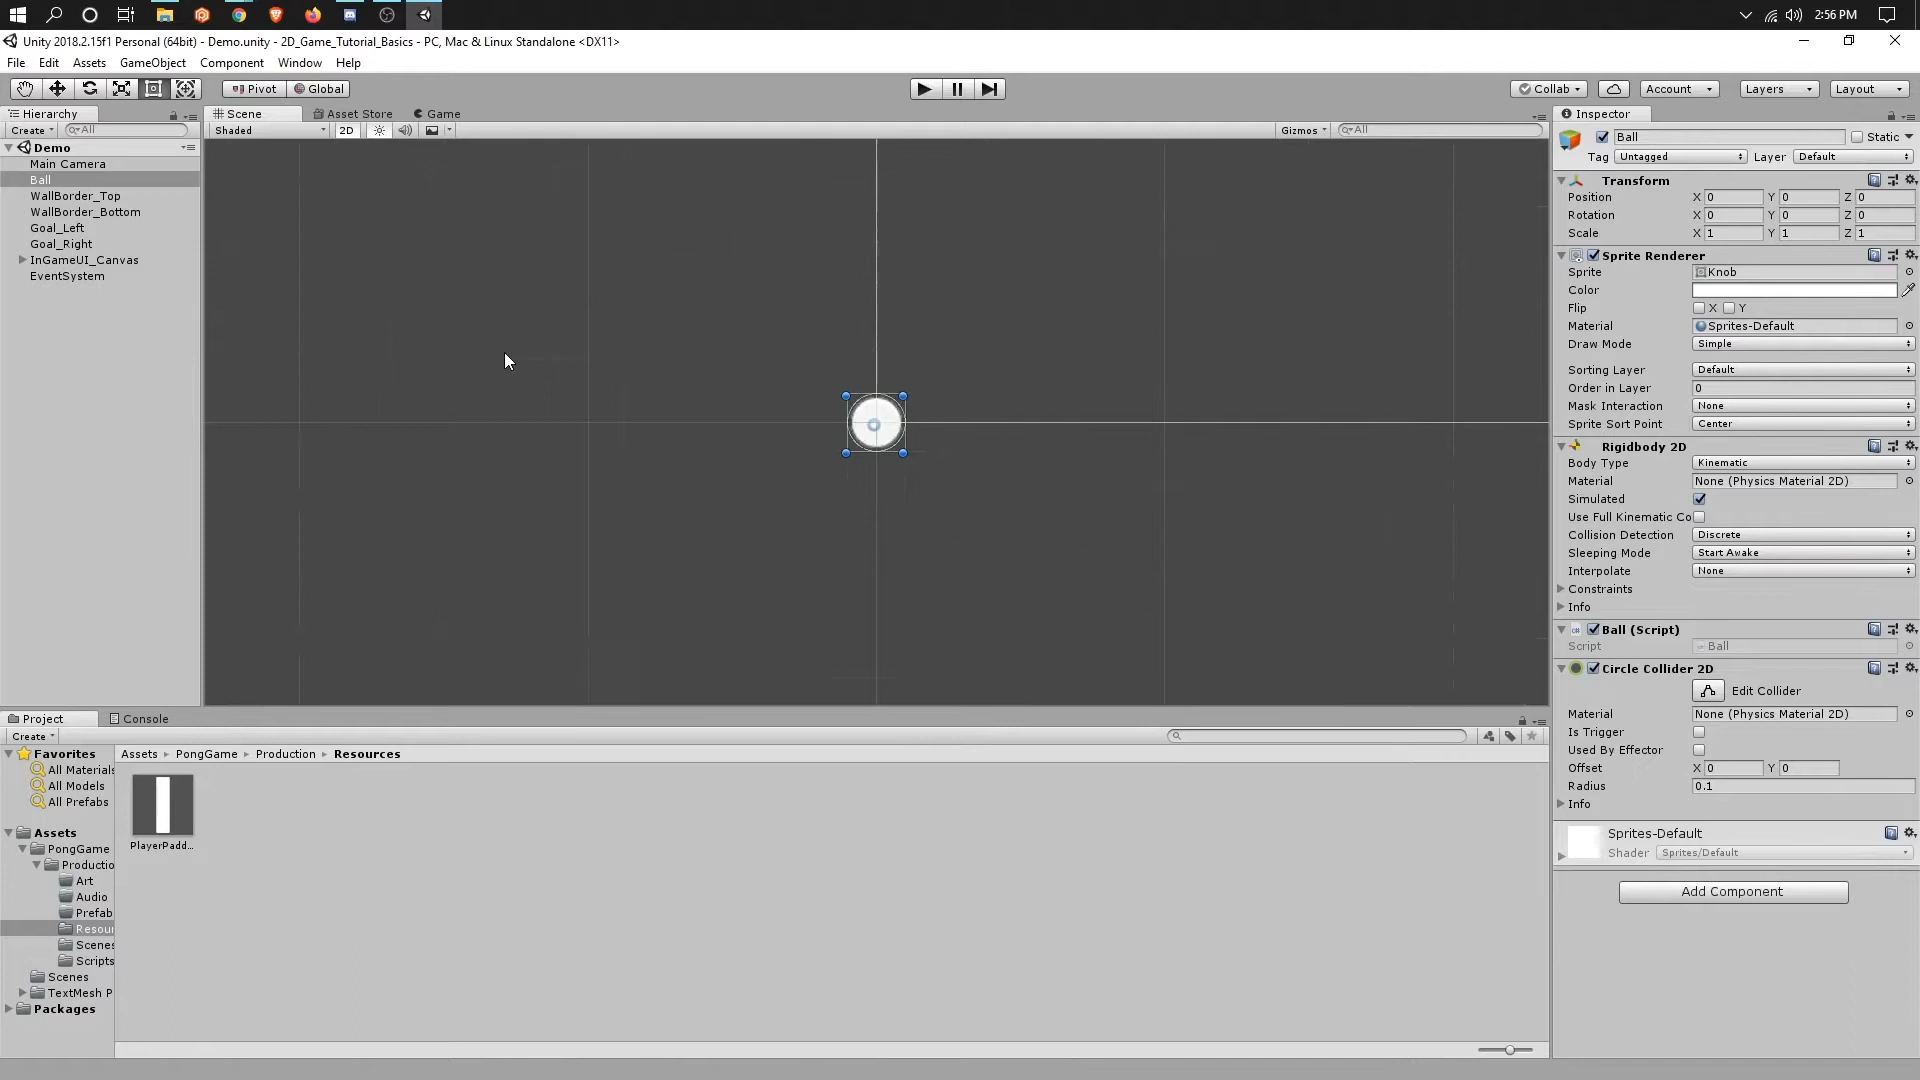 2:56 PM
Unity 2018.2.15f1 Personal (64bit) - Demo.unity - 2D_Game_Tutorial_Basics - PC, Mac & Linux Standalone <DX11>
File Edit Assets GameObject Component Window Help
Pivot Global Collab Account Layers Layout
Hierarchy
Create All
Demo
Main Camera
Ball
WallBorder_Top
WallBorder_Bottom
Goal_Left
Goal_Right
InGameUI_Canvas
EventSystem
Scene Asset Store Game
Shaded 2D Gizmos All
Inspector
Ball Static
Tag Untagged Layer Default
Transform
Position X 0 Y 0 Z 0
Rotation X 0 Y 0 Z 0
Scale X 1 Y 1 Z 1
Sprite Renderer
Sprite Knob
Color
Flip X Y
Material Sprites-Default
Draw Mode Simple
Sorting Layer Default
Order in Layer 0
Mask Interaction None
Sprite Sort Point Center
Rigidbody 2D
Body Type Kinematic
Material None (Physics Material 2D)
Simulated
Use Full Kinematic Co
Collision Detection Discrete
Sleeping Mode Start Awake
Interpolate None
Constraints
Info
Ball (Script)
Script Ball
Circle Collider 2D
Edit Collider
Material None (Physics Material 2D)
Is Trigger
Used By Effector
Offset X 0 Y 0
Radius 0.1
Info
Sprites-Default
Shader Sprites/Default
Add Component
Project Console
Create
Favorites
All Materials
All Models
All Prefabs
Assets
PongGame
Productio
Art
Audio
Prefab
Resour
Scenes
Scripts
Scenes
TextMesh P
Packages
Assets PongGame Production Resources
PlayerPadd...